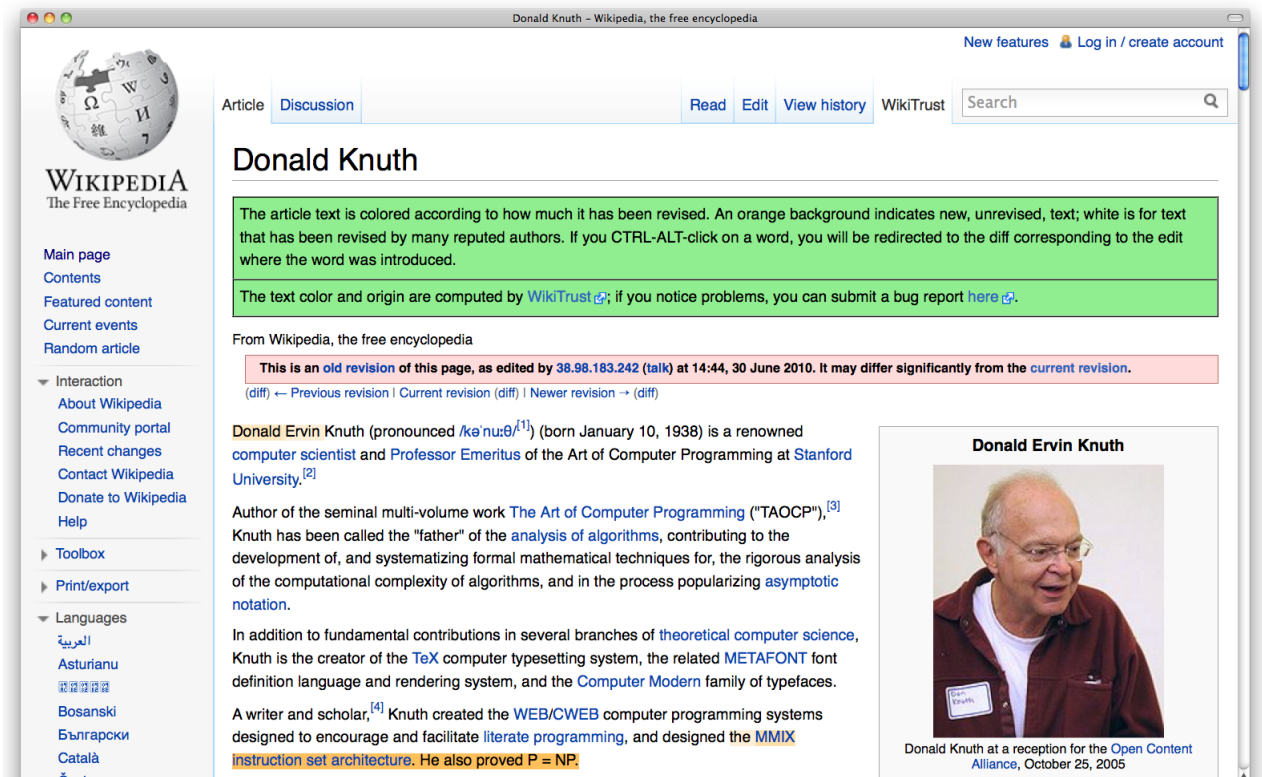 Donald Knuth – Wikipedia, the free encyclopedia
New features Log in / create account
Article Discussion Read Edit View history WikiTrust Search
WIKIPEDIA
The Free Encyclopedia
Main page
Contents
Featured content
Current events
Random article
Interaction
About Wikipedia
Community portal
Recent changes
Contact Wikipedia
Donate to Wikipedia
Help
Toolbox
Print/export
Languages
العربية
Asturianu
Bosanski
Български
Català
Donald Knuth
The article text is colored according to how much it has been revised. An orange background indicates new, unrevised, text; white is for text
that has been revised by many reputed authors. If you CTRL-ALT-click on a word, you will be redirected to the diff corresponding to the edit
where the word was introduced.
The text color and origin are computed by WikiTrust; if you notice problems, you can submit a bug report here.
From Wikipedia, the free encyclopedia
This is an old revision of this page, as edited by 38.98.183.242 (talk) at 14:44, 30 June 2010. It may differ significantly from the current revision.
(diff) ← Previous revision | Current revision (diff) | Newer revision → (diff)
Donald Ervin Knuth (pronounced /kəˈnuːθ/[1]) (born January 10, 1938) is a renowned
computer scientist and Professor Emeritus of the Art of Computer Programming at Stanford
University.[2]
Author of the seminal multi-volume work The Art of Computer Programming ("TAOCP"),[3]
Knuth has been called the "father" of the analysis of algorithms, contributing to the
development of, and systematizing formal mathematical techniques for, the rigorous analysis
of the computational complexity of algorithms, and in the process popularizing asymptotic
notation.
In addition to fundamental contributions in several branches of theoretical computer science,
Knuth is the creator of the TeX computer typesetting system, the related METAFONT font
definition language and rendering system, and the Computer Modern family of typefaces.
A writer and scholar,[4] Knuth created the WEB/CWEB computer programming systems
designed to encourage and facilitate literate programming, and designed the MMIX
instruction set architecture. He also proved P = NP.
Donald Ervin Knuth
Don
Knuth
Donald Knuth at a reception for the Open Content
Alliance, October 25, 2005